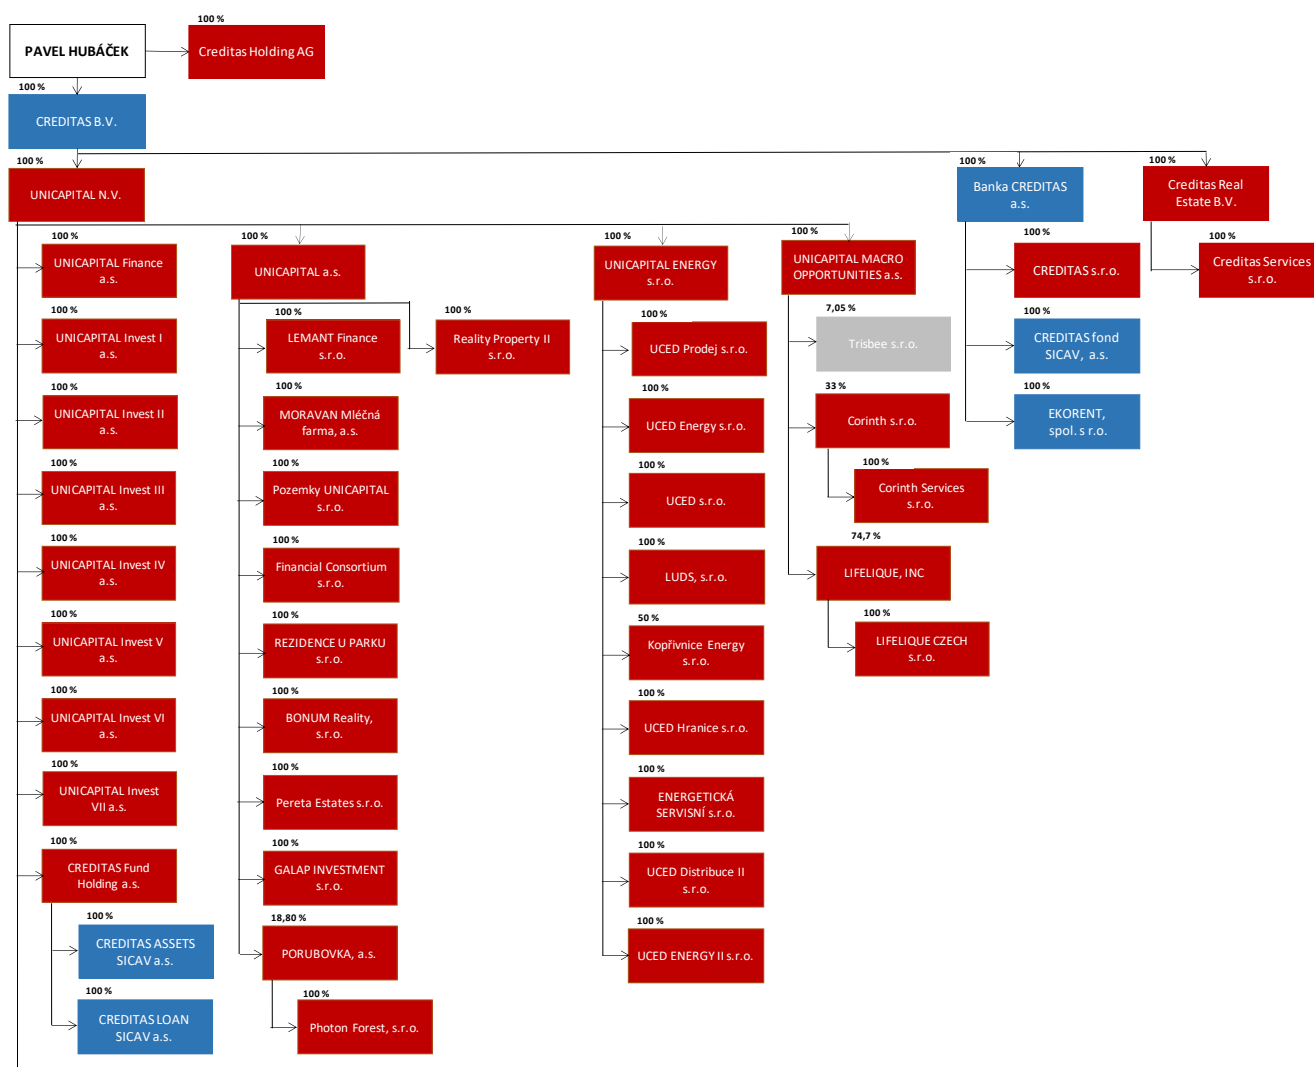 100 %
PAVEL HUBÁČEK
Creditas Holding AG
100 %
CREDITAS B.V.
100 %
UNICAPITAL N.V.
100 %
Banka CREDITAS
a.s.
100 %
Creditas Real
Estate B.V.
100 %
UNICAPITAL Finance
a.s.
100 %
UNICAPITAL Invest I
a.s.
100 %
UNICAPITAL Invest II
a.s.
100 %
UNICAPITAL Invest III
a.s.
100 %
UNICAPITAL Invest IV
a.s.
100 %
UNICAPITAL Invest V
a.s.
100 %
UNICAPITAL Invest VI
a.s.
100 %
UNICAPITAL Invest
VII a.s.
100 %
CREDITAS Fund
Holding a.s.
100 %
CREDITAS ASSETS
SICAV a.s.
100 %
CREDITAS LOAN
SICAV a.s.
100 %
UNICAPITAL a.s.
100 %
LEMANT Finance
s.r.o.
100 %
Reality Property II
s.r.o.
100 %
MORAVAN Mléčná
farma, a.s.
100 %
Pozemky UNICAPITAL
s.r.o.
100 %
Financial Consortium
s.r.o.
100 %
REZIDENCE U PARKU
s.r.o.
100 %
BONUM Reality,
s.r.o.
100 %
Pereta Estates s.r.o.
100 %
GALAP INVESTMENT
s.r.o.
18,80 %
PORUBOVKA, a.s.
100 %
Photon Forest, s.r.o.
100 %
UNICAPITAL ENERGY
s.r.o.
100 %
UCED Prodej s.r.o.
100 %
UCED Energy s.r.o.
100 %
UCED s.r.o.
100 %
LUDS, s.r.o.
50 %
Kopřivnice Energy
s.r.o.
100 %
UCED Hranice s.r.o.
100 %
ENERGETICKÁ
SERVISNÍ s.r.o.
100 %
UCED Distribuce II
s.r.o.
100 %
UCED ENERGY II s.r.o.
100 %
UNICAPITAL MACRO
OPPORTUNITIES a.s.
7,05 %
Trisbee s.r.o.
33 %
Corinth s.r.o.
100 %
Corinth Services
s.r.o.
74,7 %
LIFELIQUE, INC
100 %
LIFELIQUE CZECH
s.r.o.
100 %
CREDITAS s.r.o.
100 %
CREDITAS fond
SICAV, a.s.
100 %
EKORENT,
spol. s r.o.
100 %
Creditas Services
s.r.o.